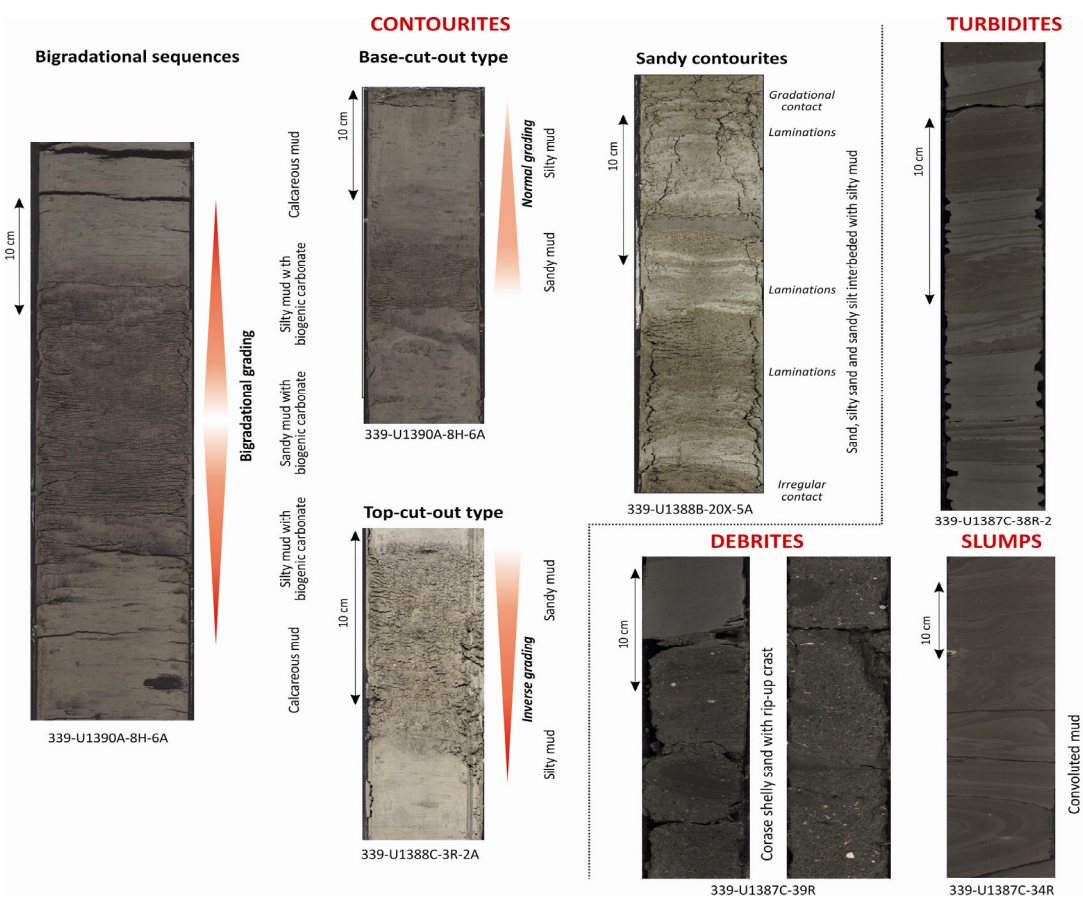 CONTOURITES
TURBIDITES
Bigradational sequences
10 cm
Bigradational grading
Calcareous mud
Silty mud with
biogenic carbonate
Sandy mud with
biogenic carbonate
Silty mud with
biogenic carbonate
Calcareous mud
339-U1390A-8H-6A
Base-cut-out type
10 cm
Normal grading
Silty mud
Sandy mud
339-U1390A-8H-6A
Top-cut-out type
10 cm
Inverse grading
Sandy mud
Silty mud
339-U1388C-3R-2A
Sandy contourites
10 cm
Gradational
contact
Laminations
Laminations
Laminations
Irregular
contact
Sand, silty sand and sandy silt interbeded with silty mud
339-U1388B-20X-5A
10 cm
339-U1387C-38R-2
DEBRITES
10 cm
Corase shelly sand with rip-up crast
339-U1387C-39R
SLUMPS
10 cm
Convoluted mud
339-U1387C-34R